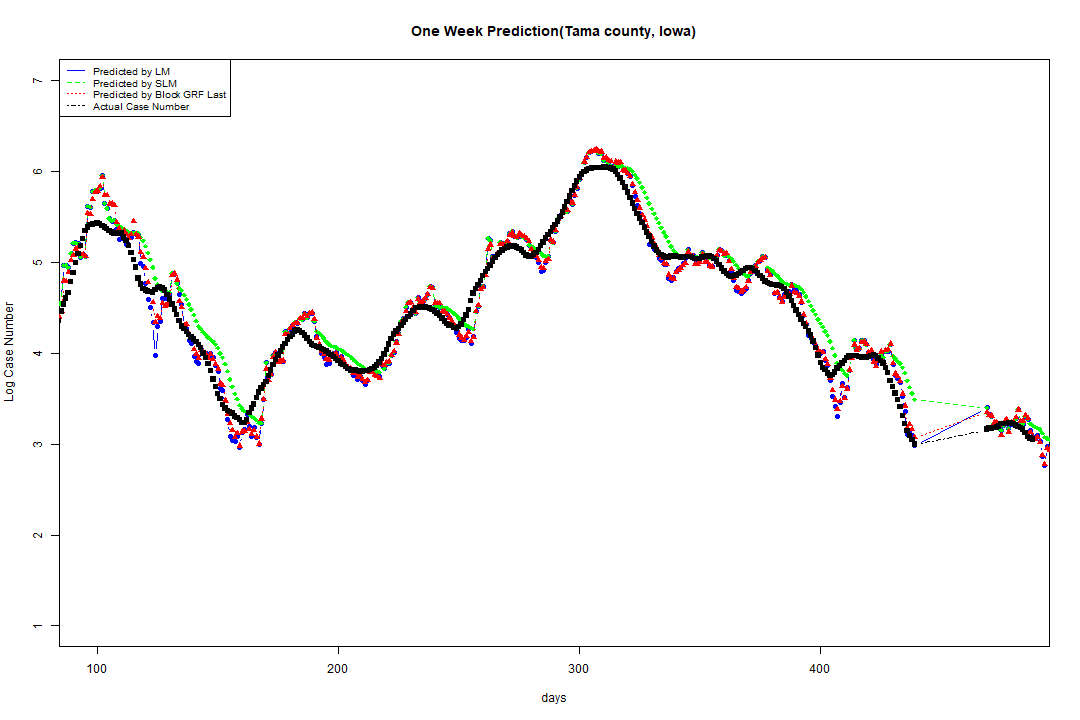 One Week Prediction(Tama county, Iowa)
Predicted by LM
Predicted by SLM
Predicted by Block GRF Last
Actual Case Number
7
6
5
4
3
2
1
Log Case Number
100 200 300 400
days